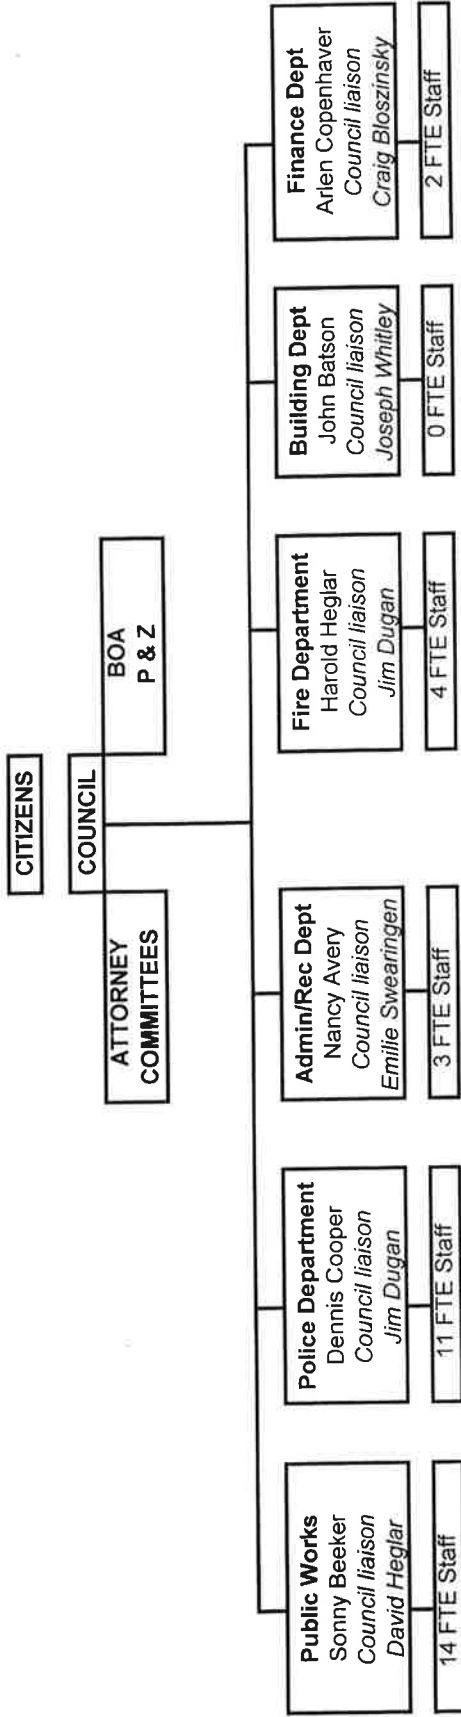 CITIZENS
COUNCIL
ATTORNEY
COMMITTEES
BOA
P & Z
Public Works
Sonny Beeker
Council liaison
David Heglar
14 FTE Staff
Police Department
Dennis Cooper
Council liaison
Jim Dugan
11 FTE Staff
Admin/Rec Dept
Nancy Avery
Council liaison
Emilie Swearingen
3 FTE Staff
Fire Department
Harold Heglar
Council liaison
Jim Dugan
4 FTE Staff
Building Dept
John Batson
Council liaison
Joseph Whitley
0 FTE Staff
Finance Dept
Arlen Copenhaver
Council liaison
Craig Bloszinsky
2 FTE Staff